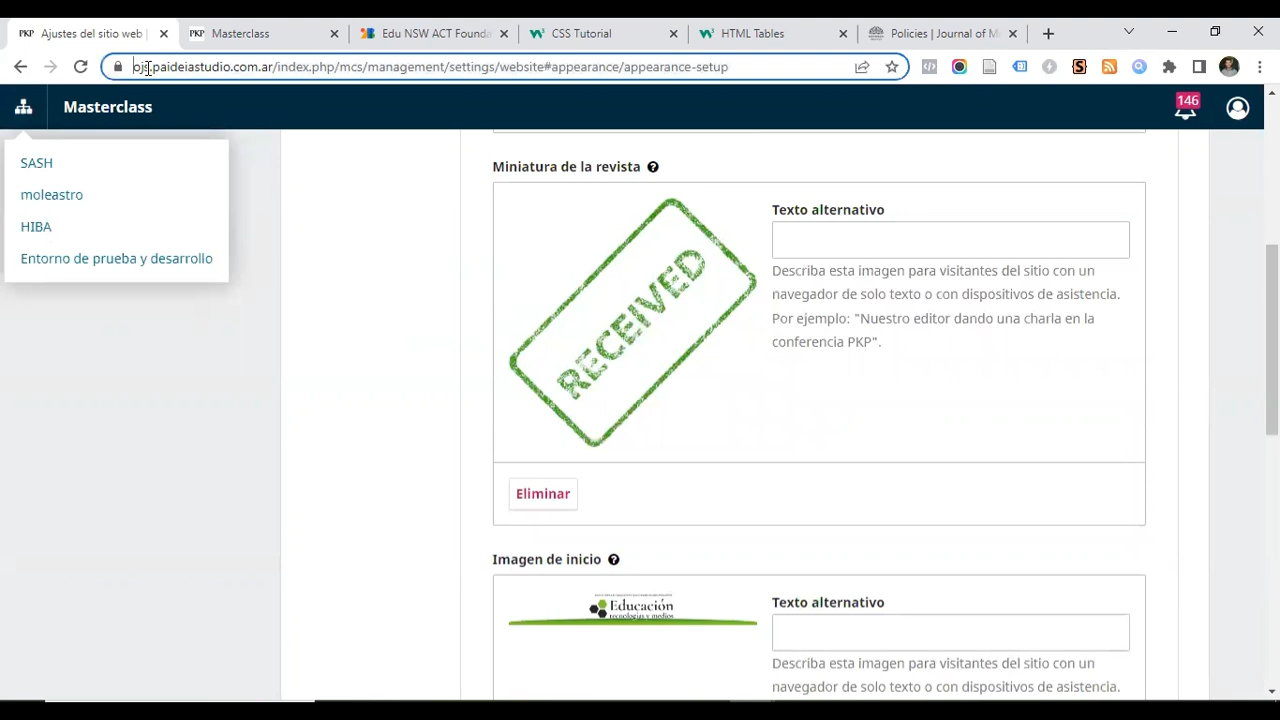 PKP Ajustes del sitio web |
PKP Masterclass
Edu NSW ACT Founda
CSS Tutorial
HTML Tables
Policies | Journal of M
ojs.paideiastudio.com.ar/index.php/mcs/management/settings/website#appearance/appearance-setup
Masterclass
146
SASH
moleastro
HIBA
Entorno de prueba y desarrollo
Miniatura de la revista
RECEIVED
Texto alternativo
Describa esta imagen para visitantes del sitio con un
navegador de solo texto o con dispositivos de asistencia.
Por ejemplo: "Nuestro editor dando una charla en la
conferencia PKP".
Eliminar
Imagen de inicio
Educación
tecnologías y medios
Texto alternativo
Describa esta imagen para visitantes del sitio con un
navegador de solo texto o con dispositivos de asistencia.